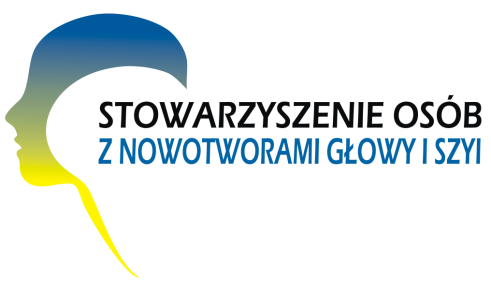 STOWARZYSZENIE OSÓB
Z NOWOTWORAMI GŁOWY I SZYI